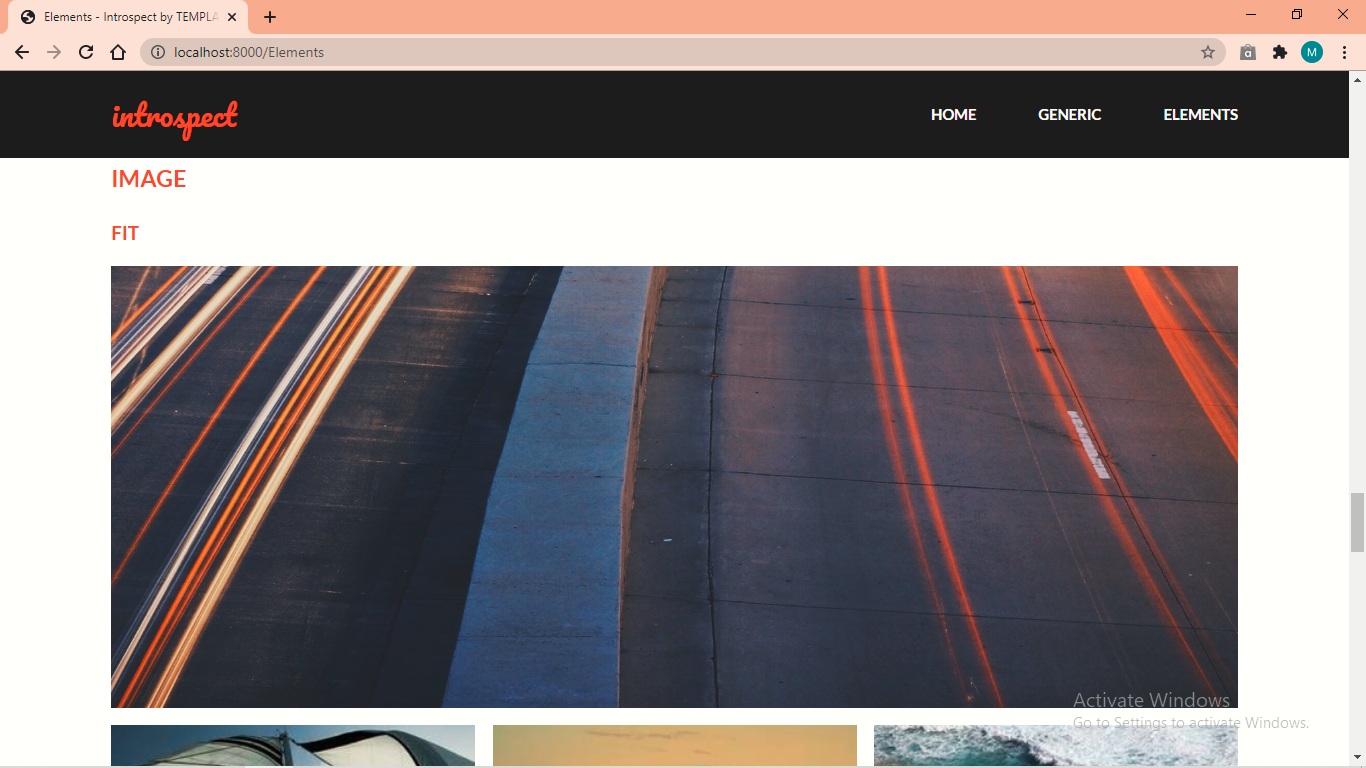 Elements - Introspect by TEMPLA
localhost:8000/Elements
M
introspect
HOME
GENERIC
ELEMENTS
IMAGE
FIT
Activate Windows
Go to Settings to activate Windows.